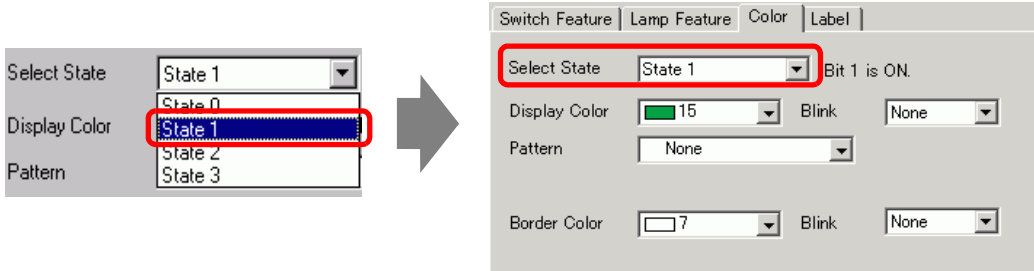 Select State State 1
State 0
Display Color State 1
State 2
Pattern State 3
Switch Feature Lamp Feature Color Label
Select State State 1 Bit 1 is ON.
Display Color 15 Blink None
Pattern None
Border Color 7 Blink None